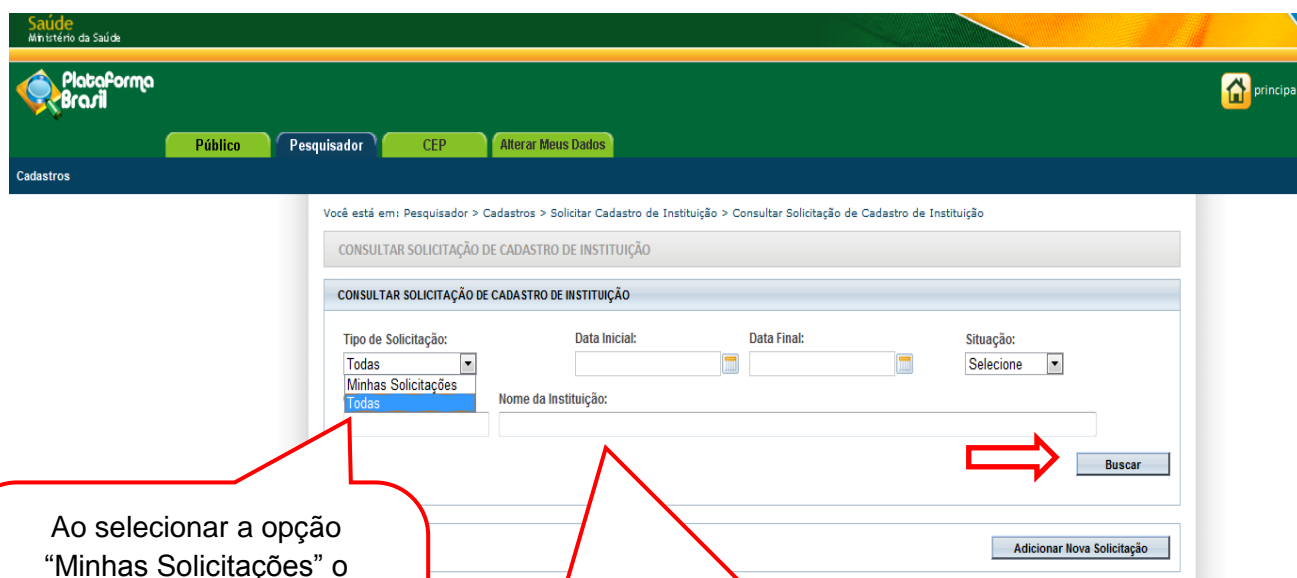 Saúde
Ministério da Saúde
Plataforma
Brasil
principa
Público Pesquisador CEP Alterar Meus Dados
Cadastros
Você está em: Pesquisador > Cadastros > Solicitar Cadastro de Instituição > Consultar Solicitação de Cadastro de Instituição
CONSULTAR SOLICITAÇÃO DE CADASTRO DE INSTITUIÇÃO
CONSULTAR SOLICITAÇÃO DE CADASTRO DE INSTITUIÇÃO
Tipo de Solicitação: Data Inicial: Data Final: Situação:
Todas Selecione
Minhas Solicitações
Todas Nome da Instituição:
Buscar
Ao selecionar a opção
“Minhas Solicitações” o
Adicionar Nova Solicitação